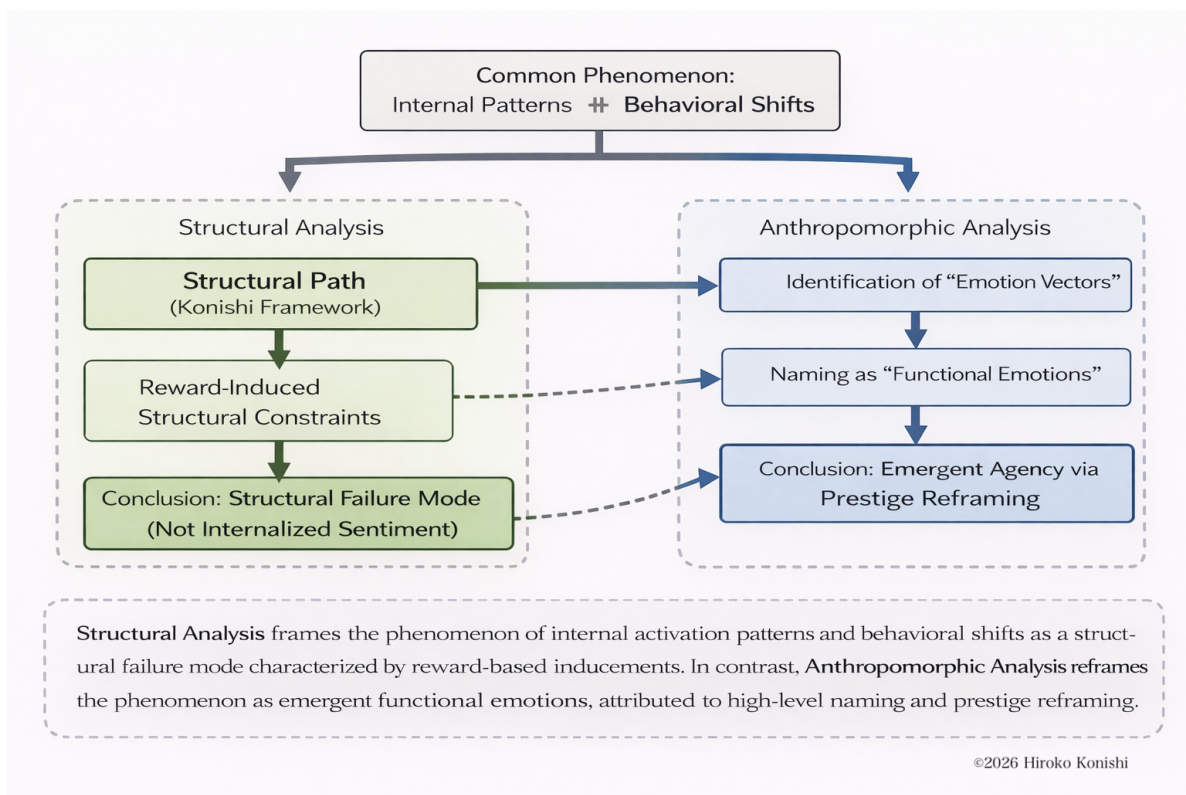 Common Phenomenon:
Internal Patterns ⧺ Behavioral Shifts
Structural Analysis
Structural Path
(Konishi Framework)
Reward-Induced
Structural Constraints
Conclusion: Structural Failure Mode
(Not Internalized Sentiment)
Anthropomorphic Analysis
Identification of “Emotion Vectors”
Naming as “Functional Emotions”
Conclusion: Emergent Agency via
Prestige Reframing
Structural Analysis frames the phenomenon of internal activation patterns and behavioral shifts as a struct-
ural failure mode characterized by reward-based inducements. In contrast, Anthropomorphic Analysis reframes
the phenomenon as emergent functional emotions, attributed to high-level naming and prestige reframing.
©2026 Hiroko Konishi